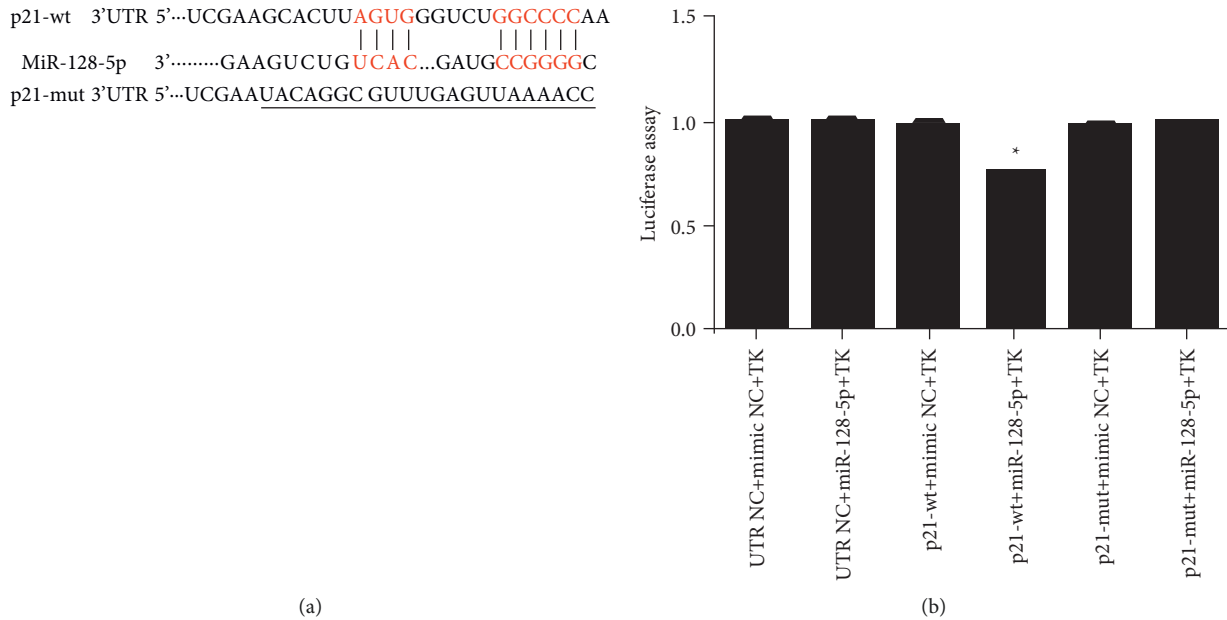 p21-wt 3’UTR 5’···UCGAAGCACUUAGUGGGUCUGGCCCCAA
MiR-128-5p 3’·········GAAGUCUGUCAC...GAUGCCGGGGC
p21-mut 3’UTR 5’···UCGAAUACAGGC GUUUGAGUUAAAACC
(a)
1.5
1.0
0.5
0.0
Luciferase assay
*
UTR NC+mimic NC+TK
UTR NC+miR-128-5p+TK
p21-wt+mimic NC+TK
p21-wt+miR-128-5p+TK
p21-mut+mimic NC+TK
p21-mut+miR-128-5p+TK
(b)